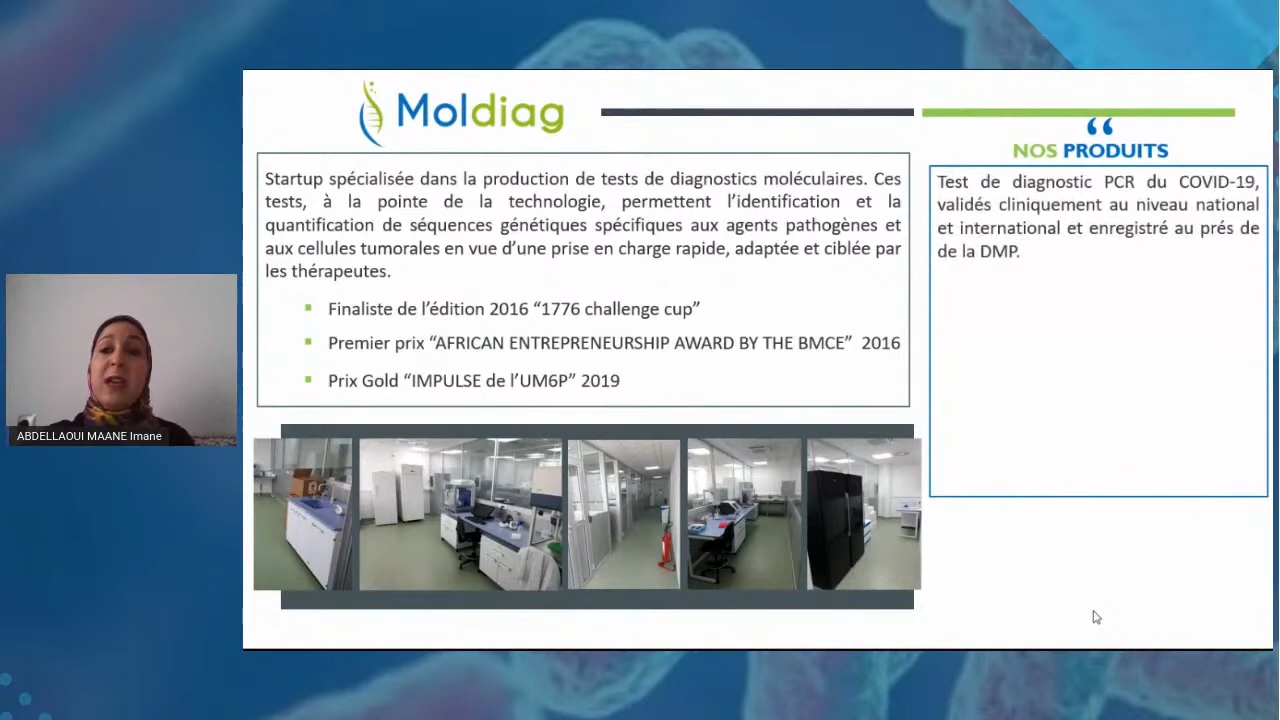 Moldiag
Startup spécialisée dans la production de tests de diagnostics moléculaires. Ces
tests, à la pointe de la technologie, permettent l’identification et la
quantification de séquences génétiques spécifiques aux agents pathogènes et
aux cellules tumorales en vue d’une prise en charge rapide, adaptée et ciblée par
les thérapeutes.
Finaliste de l’édition 2016 “1776 challenge cup”
Premier prix “AFRICAN ENTREPRENEURSHIP AWARD BY THE BMCE” 2016
Prix Gold “IMPULSE de l’UM6P” 2019
“
NOS PRODUITS
Test de diagnostic PCR du COVID-19,
validés cliniquement au niveau national
et international et enregistré au prés de
de la DMP.
ABDELLAOUI MAANE Imane